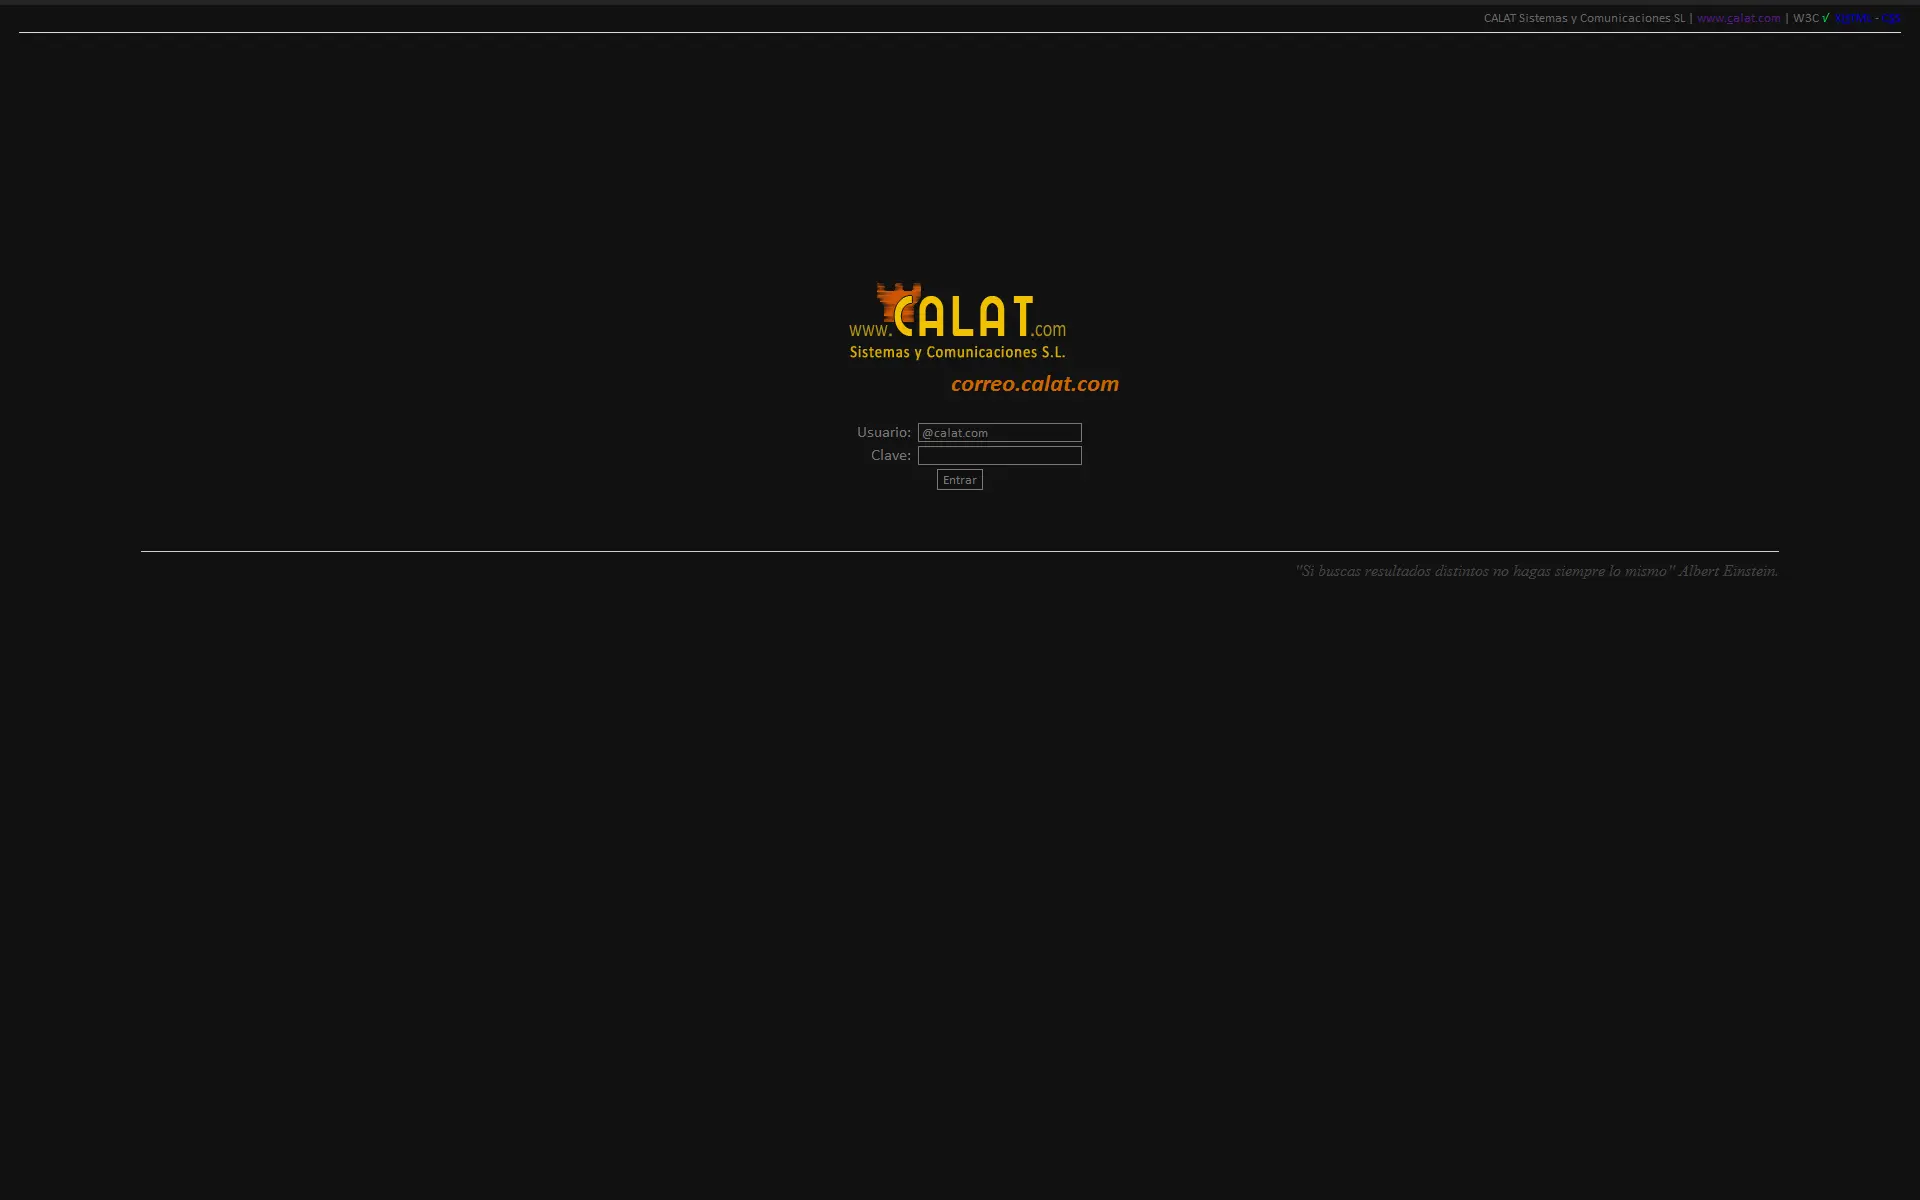 CALAT Sistemas y Comunicaciones SL | www.calat.com | W3C √ XHTML - CSS
www.CALAT.com
Sistemas y Comunicaciones S.L.
correo.calat.com
Usuario: @calat.com
Clave:
Entrar
"Si buscas resultados distintos no hagas siempre lo mismo" Albert Einstein.